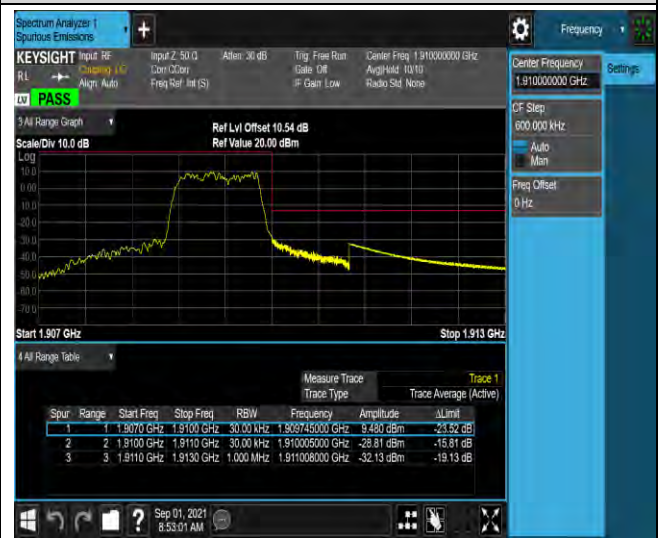 Spectrum Analyzer 1
Spurious Emissions
+
Frequency
KEYSIGHT Input: RF Input Z: 50 Ω Atten: 30 dB Trig: Free Run Center Freq: 1.910000000 GHz
RL Coupling: DC Corr CCorr Gate: Off Avg|Hold: 10/10
Align: Auto Freq Ref: Int (S) IF Gain: Low Radio Std: None
LV PASS
3 All Range Graph
Ref Lvl Offset 10.54 dB
Scale/Div 10.0 dB Ref Value 20.00 dBm
Log
10.0
0.00
-10.0
-20.0
-30.0
-40.0
-50.0
-60.0
-70.0
Start 1.907 GHz Stop 1.913 GHz
4 All Range Table
Measure Trace Trace 1
Trace Type Trace Average (Active)
Spur Range Start Freq Stop Freq RBW Frequency Amplitude ΔLimit
1 1 1.9070 GHz 1.9100 GHz 30.00 kHz 1.909745000 GHz 9.480 dBm -23.52 dB
2 2 1.9100 GHz 1.9110 GHz 30.00 kHz 1.910005000 GHz -28.81 dBm -15.81 dB
3 3 1.9110 GHz 1.9130 GHz 1.000 MHz 1.911008000 GHz -32.13 dBm -19.13 dB
Center Frequency
1.910000000 GHz
Settings
CF Step
600.000 kHz
Auto
Man
Freq Offset
0 Hz
?
Sep 01, 2021
8:53:01 AM